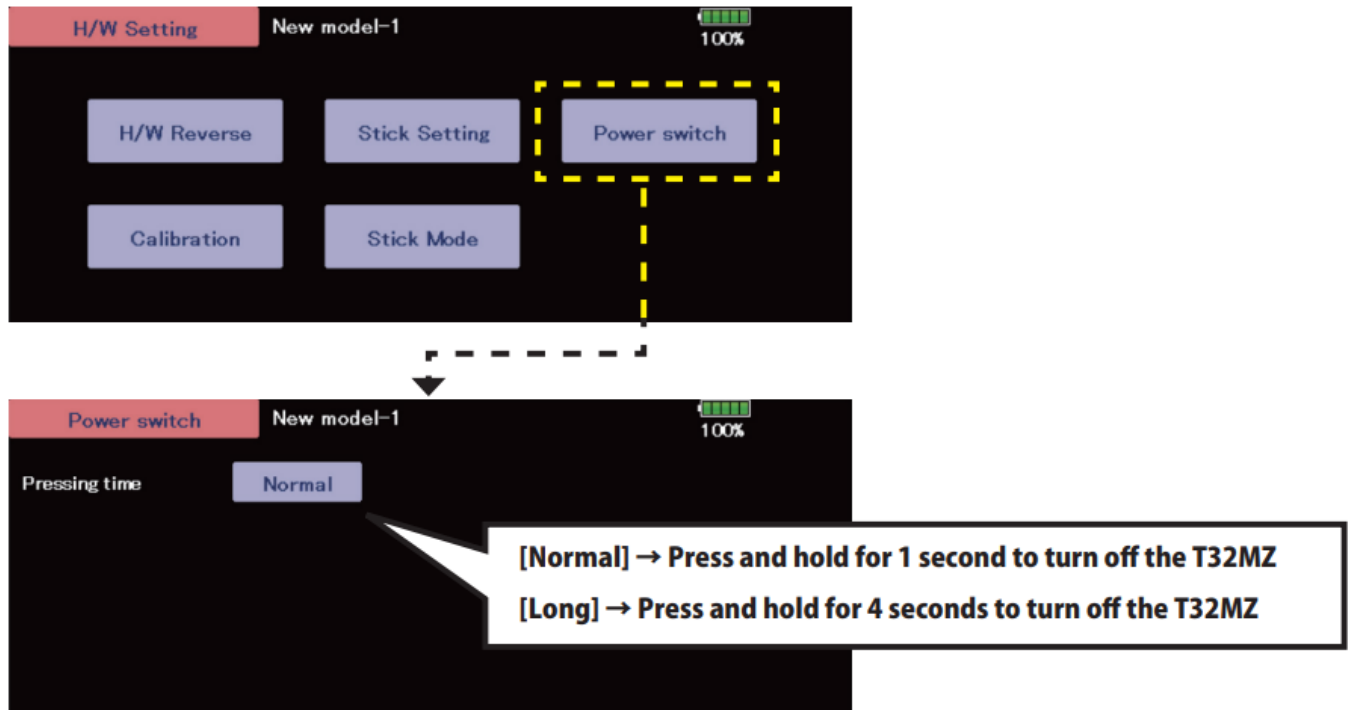 H/W Setting New model-1
100%
H/W Reverse Stick Setting Power switch
Calibration Stick Mode
Power switch New model-1
100%
Pressing time Normal
[Normal] → Press and hold for 1 second to turn off the T32MZ
[Long] → Press and hold for 4 seconds to turn off the T32MZ